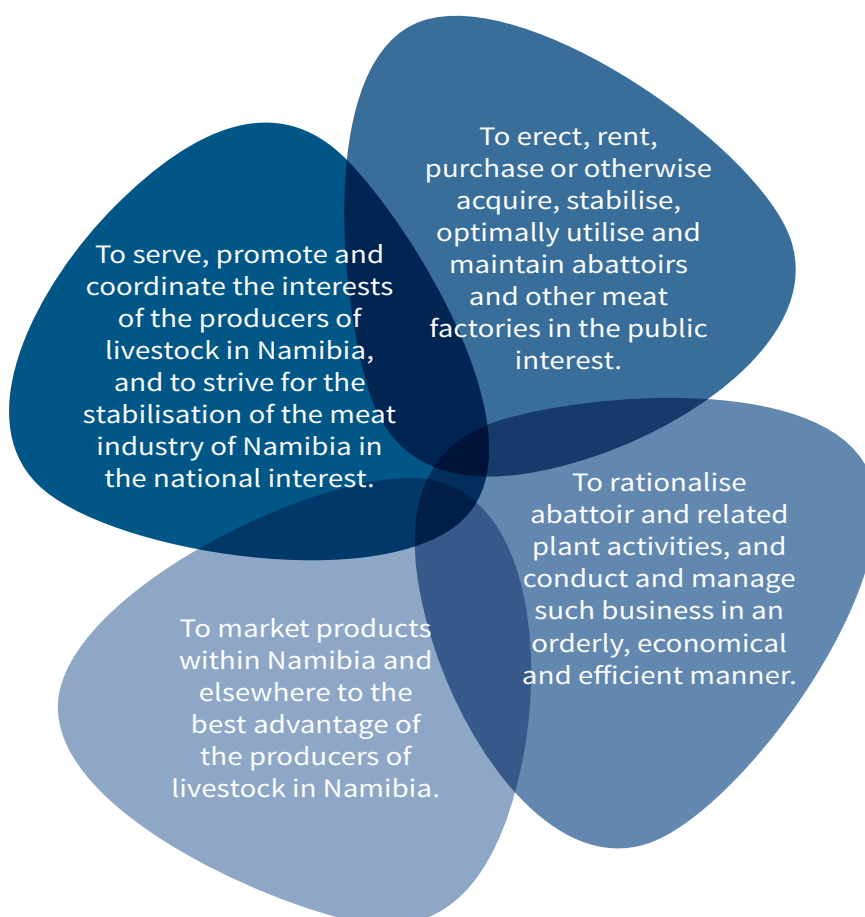 To serve, promote and
coordinate the interests
of the producers of
livestock in Namibia,
and to strive for the
stabilisation of the meat
industry of Namibia in
the national interest.
To erect, rent,
purchase or otherwise
acquire, stabilise,
optimally utilise and
maintain abattoirs
and other meat
factories in the public
interest.
To rationalise
abattoir and related
plant activities, and
conduct and manage
such business in an
orderly, economical
and efficient manner.
To market products
within Namibia and
elsewhere to the
best advantage of
the producers of
livestock in Namibia.